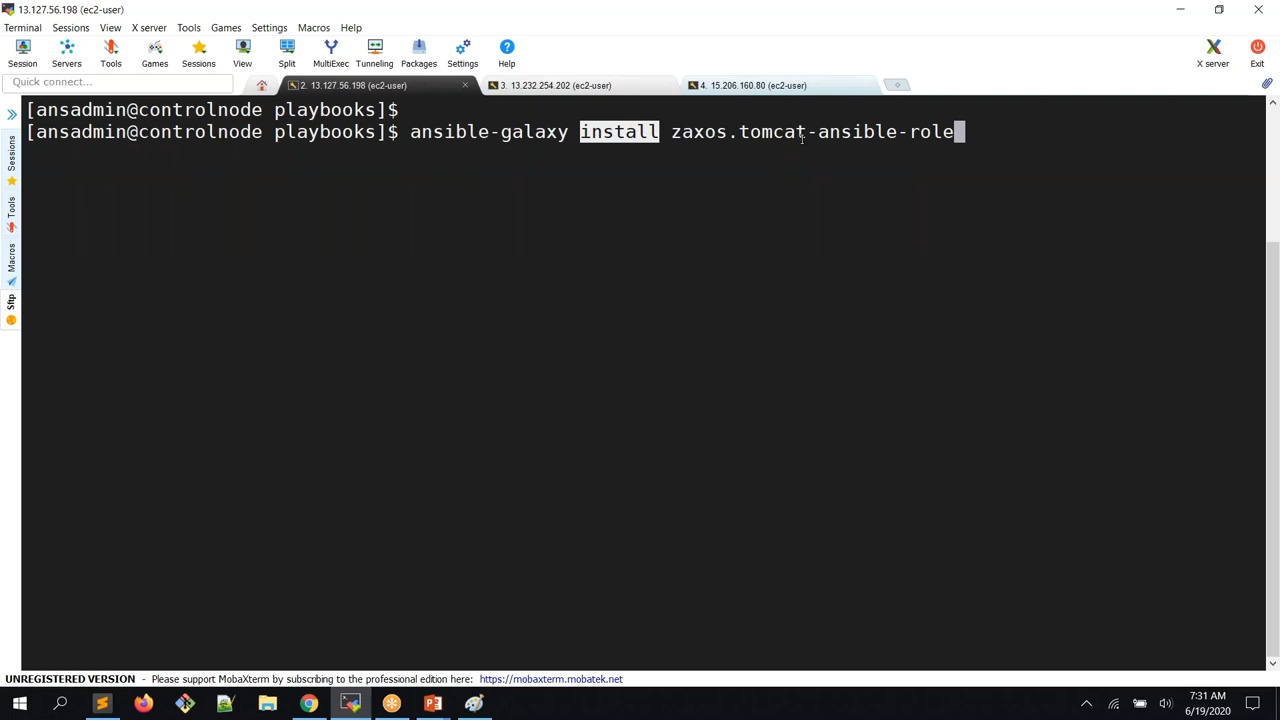 13.127.56.198 (ec2-user)
Terminal Sessions View X server Tools Games Settings Macros Help
Session Servers Tools Games Sessions View Split MultiExec Tunneling Packages Settings Help X server Exit
Quick connect...
2. 13.127.56.198 (ec2-user)
3. 13.232.254.202 (ec2-user)
4. 15.206.160.80 (ec2-user)
Sessions
Tools
Macros
Sftp
[ansadmin@controlnode playbooks]$
[ansadmin@controlnode playbooks]$ ansible-galaxy install zaxos.tomcat-ansible-role
UNREGISTERED VERSION - Please support MobaXterm by subscribing to the professional edition here: https://mobaxterm.mobatek.net
7:31 AM
6/19/2020